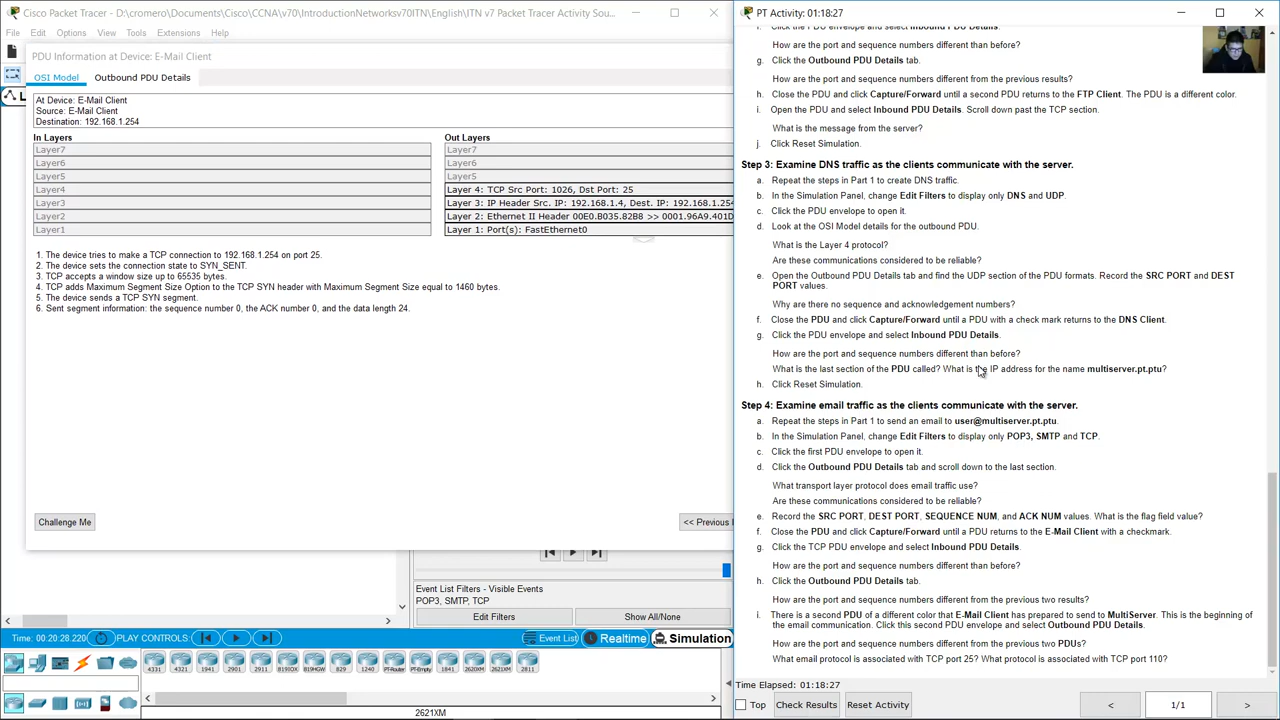 Cisco Packet Tracer - D:\cromero\Documents\Cisco\CCNA\v70\IntroductionNetworksv70ITN\English\ITN v7 Packet Tracer Activity Sou...
File Edit Options View Tools Extensions Help
PDU Information at Device: E-Mail Client
OSI Model Outbound PDU Details
At Device: E-Mail Client
Source: E-Mail Client
Destination: 192.168.1.254
In Layers
Layer7
Layer6
Layer5
Layer4
Layer3
Layer2
Layer1
Out Layers
Layer7
Layer6
Layer5
Layer 4: TCP Src Port: 1026, Dst Port: 25
Layer 3: IP Header Src. IP: 192.168.1.4, Dest. IP: 192.168.1.254
Layer 2: Ethernet II Header 00E0.B035.82B8 >> 0001.96A9.401D
Layer 1: Port(s): FastEthernet0
1. The device tries to make a TCP connection to 192.168.1.254 on port 25.
2. The device sets the connection state to SYN_SENT.
3. TCP accepts a window size up to 65535 bytes.
4. TCP adds Maximum Segment Size Option to the TCP SYN header with Maximum Segment Size equal to 1460 bytes.
5. The device sends a TCP SYN segment.
6. Sent segment information: the sequence number 0, the ACK number 0, and the data length 24.
Challenge Me
<< Previous
Event List Filters - Visible Events
POP3, SMTP, TCP
Edit Filters Show All/None
Time: 00:20:28.220 PLAY CONTROLS:
Event List Realtime Simulation
4331 4321 1941 2901 2911 819IOX 819HGW 829 1240 PT-Router PT-Empty 1841 2620XM 2621XM 2811
2621XM
PT Activity: 01:18:27
How are the port and sequence numbers different than before?
g. Click the Outbound PDU Details tab.
How are the port and sequence numbers different from the previous results?
h. Close the PDU and click Capture/Forward until a second PDU returns to the FTP Client. The PDU is a different color.
i. Open the PDU and select Inbound PDU Details. Scroll down past the TCP section.
What is the message from the server?
j. Click Reset Simulation.
Step 3: Examine DNS traffic as the clients communicate with the server.
a. Repeat the steps in Part 1 to create DNS traffic.
b. In the Simulation Panel, change Edit Filters to display only DNS and UDP.
c. Click the PDU envelope to open it.
d. Look at the OSI Model details for the outbound PDU.
What is the Layer 4 protocol?
Are these communications considered to be reliable?
e. Open the Outbound PDU Details tab and find the UDP section of the PDU formats. Record the SRC PORT and DEST
PORT values.
Why are there no sequence and acknowledgement numbers?
f. Close the PDU and click Capture/Forward until a PDU with a check mark returns to the DNS Client.
g. Click the PDU envelope and select Inbound PDU Details.
How are the port and sequence numbers different than before?
What is the last section of the PDU called? What is the IP address for the name multiserver.pt.ptu?
h. Click Reset Simulation.
Step 4: Examine email traffic as the clients communicate with the server.
a. Repeat the steps in Part 1 to send an email to user@multiserver.pt.ptu.
b. In the Simulation Panel, change Edit Filters to display only POP3, SMTP and TCP.
c. Click the first PDU envelope to open it.
d. Click the Outbound PDU Details tab and scroll down to the last section.
What transport layer protocol does email traffic use?
Are these communications considered to be reliable?
e. Record the SRC PORT, DEST PORT, SEQUENCE NUM, and ACK NUM values. What is the flag field value?
f. Close the PDU and click Capture/Forward until a PDU returns to the E-Mail Client with a checkmark.
g. Click the TCP PDU envelope and select Inbound PDU Details.
How are the port and sequence numbers different than before?
h. Click the Outbound PDU Details tab.
How are the port and sequence numbers different from the previous two results?
i. There is a second PDU of a different color that E-Mail Client has prepared to send to MultiServer. This is the beginning of
the email communication. Click this second PDU envelope and select Outbound PDU Details.
How are the port and sequence numbers different from the previous two PDUs?
What email protocol is associated with TCP port 25? What protocol is associated with TCP port 110?
Time Elapsed: 01:18:27
Top Check Results Reset Activity < 1/1 >